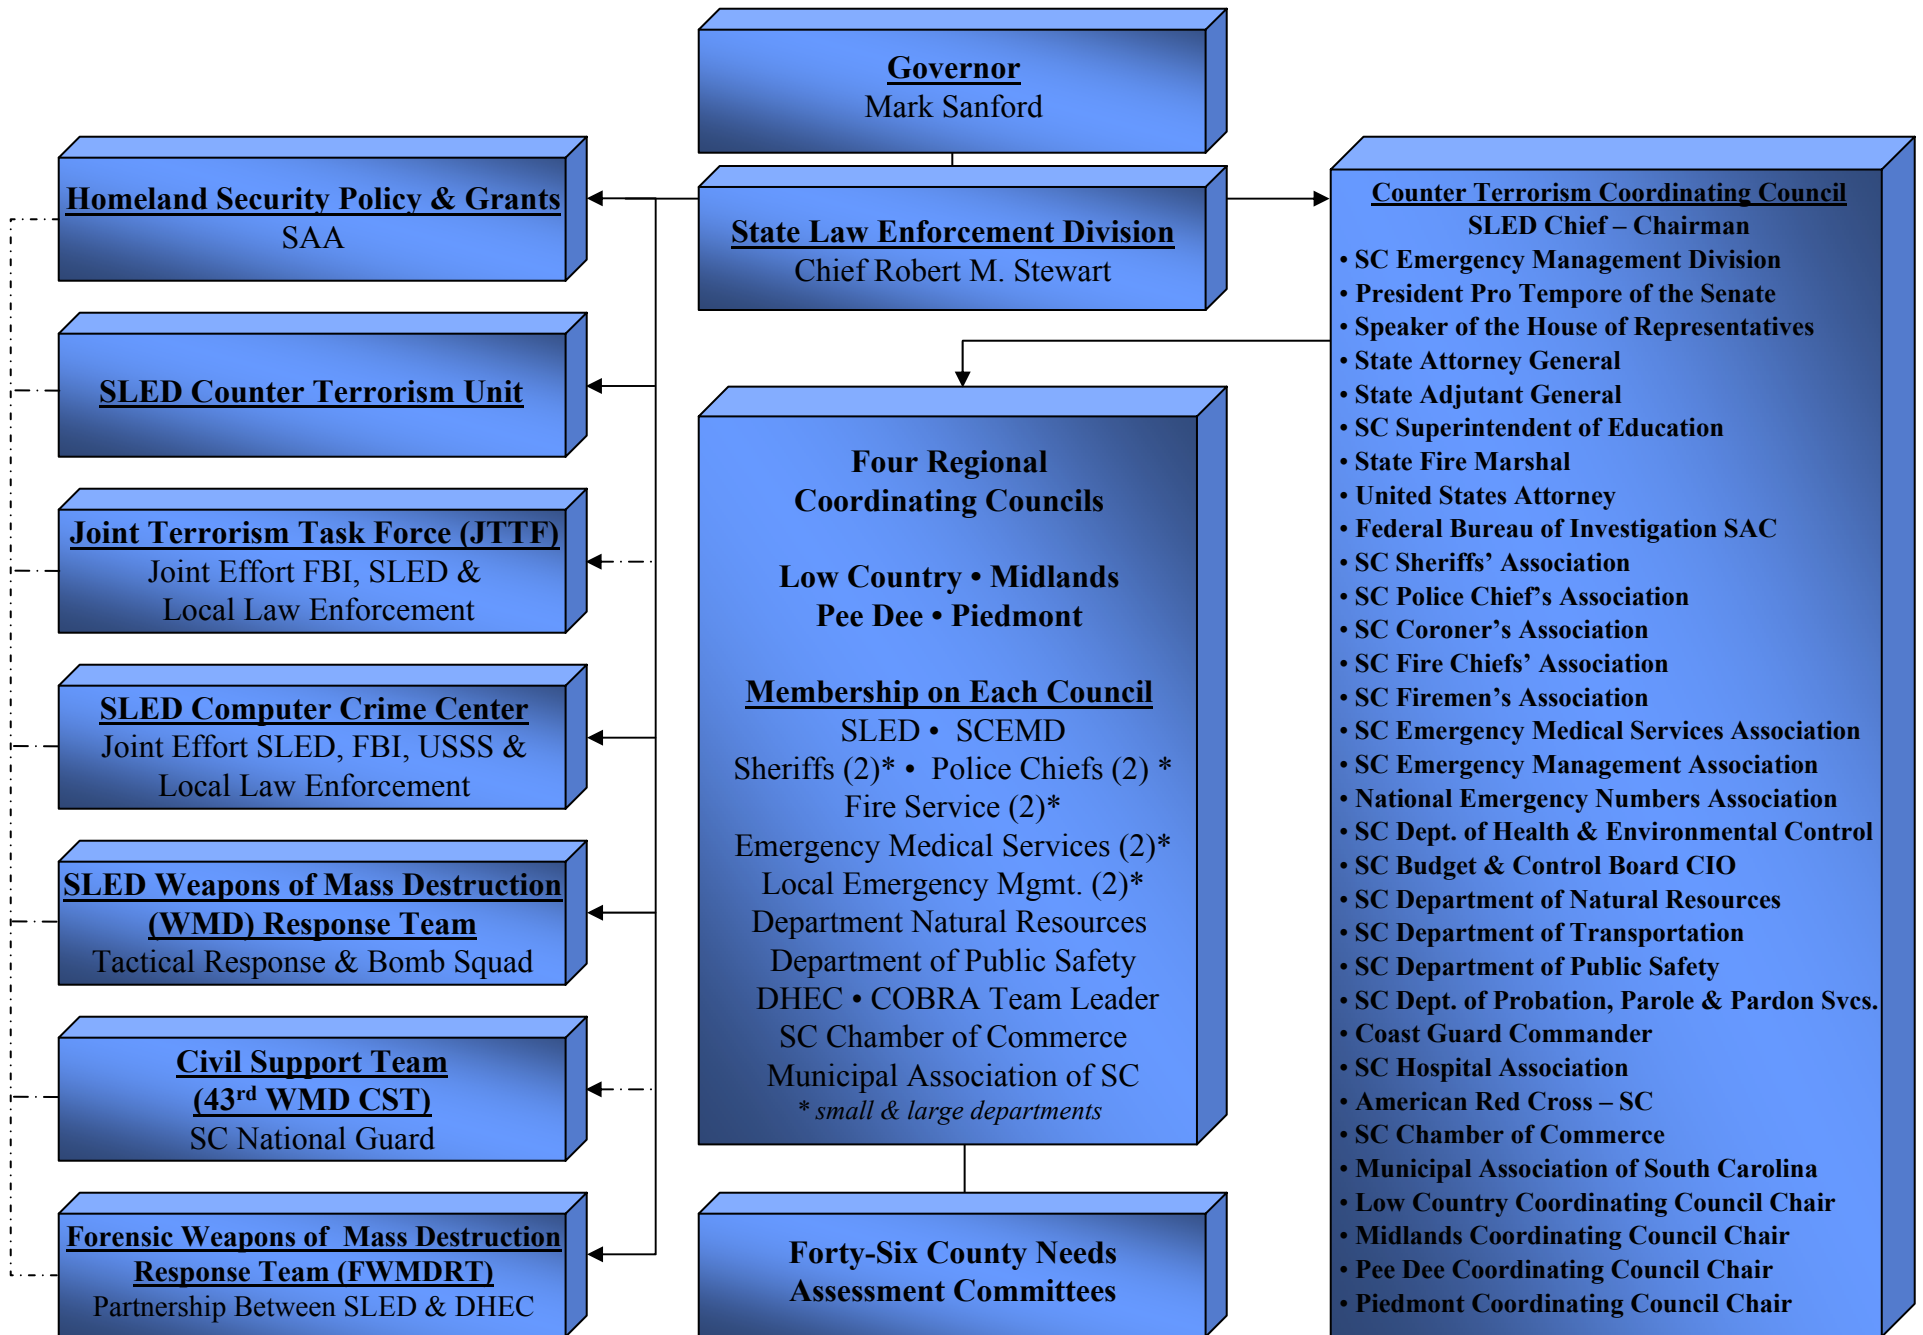 Governor
Mark Sanford
State Law Enforcement Division
Chief Robert M. Stewart
Homeland Security Policy & Grants
SAA
SLED Counter Terrorism Unit
Joint Terrorism Task Force (JTTF)
Joint Effort FBI, SLED &
Local Law Enforcement
SLED Computer Crime Center
Joint Effort SLED, FBI, USSS &
Local Law Enforcement
SLED Weapons of Mass Destruction
(WMD) Response Team
Tactical Response & Bomb Squad
Civil Support Team
(43rd WMD CST)
SC National Guard
Forensic Weapons of Mass Destruction
Response Team (FWMDRT)
Partnership Between SLED & DHEC
Four Regional
Coordinating Councils
Low Country • Midlands
Pee Dee • Piedmont
Membership on Each Council
SLED • SCEMD
Sheriffs (2)* • Police Chiefs (2) *
Fire Service (2)*
Emergency Medical Services (2)*
Local Emergency Mgmt. (2)*
Department Natural Resources
Department of Public Safety
DHEC • COBRA Team Leader
SC Chamber of Commerce
Municipal Association of SC
* small & large departments
Forty-Six County Needs
Assessment Committees
Counter Terrorism Coordinating Council
SLED Chief – Chairman
• SC Emergency Management Division
• President Pro Tempore of the Senate
• Speaker of the House of Representatives
• State Attorney General
• State Adjutant General
• SC Superintendent of Education
• State Fire Marshal
• United States Attorney
• Federal Bureau of Investigation SAC
• SC Sheriffs’ Association
• SC Police Chief’s Association
• SC Coroner’s Association
• SC Fire Chiefs’ Association
• SC Firemen’s Association
• SC Emergency Medical Services Association
• SC Emergency Management Association
• National Emergency Numbers Association
• SC Dept. of Health & Environmental Control
• SC Budget & Control Board CIO
• SC Department of Natural Resources
• SC Department of Transportation
• SC Department of Public Safety
• SC Dept. of Probation, Parole & Pardon Svcs.
• Coast Guard Commander
• SC Hospital Association
• American Red Cross – SC
• SC Chamber of Commerce
• Municipal Association of South Carolina
• Low Country Coordinating Council Chair
• Midlands Coordinating Council Chair
• Pee Dee Coordinating Council Chair
• Piedmont Coordinating Council Chair